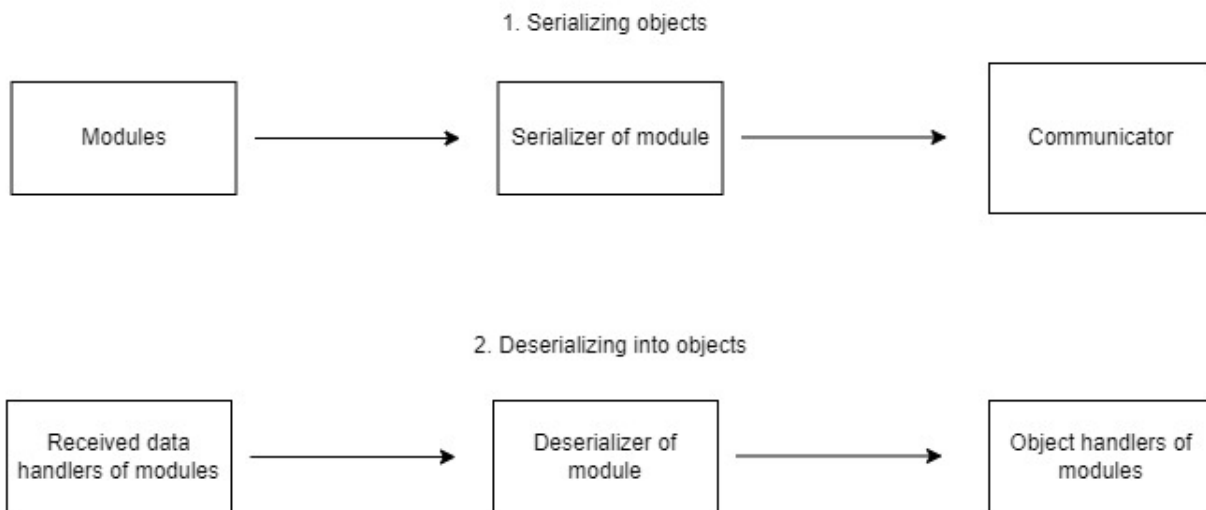 1. Serializing objects
Modules
Serializer of module
Communicator
2. Deserializing into objects
Received data
handlers of modules
Deserializer of
module
Object handlers of
modules